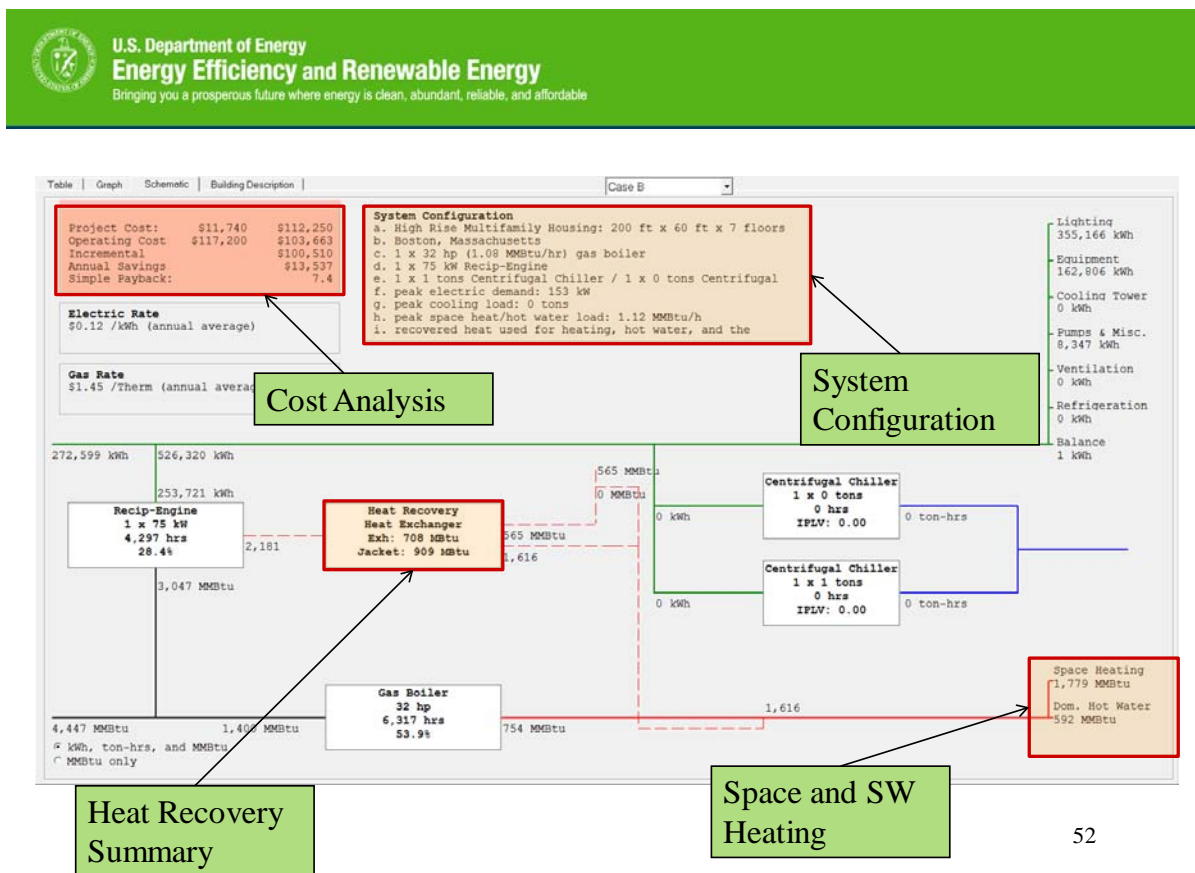 U.S. Department of Energy
Energy Efficiency and Renewable Energy
Bringing you a prosperous future where energy is clean, abundant, reliable, and affordable
Table | Graph Schematic | Building Description |
Case B
Project Cost: $11,740 $112,250
Operating Cost $117,200 $103,663
Incremental $100,510
Annual Savings $13,537
Simple Payback: 7.4
System Configuration
a. High Rise Multifamily Housing: 200 ft x 60 ft x 7 floors
b. Boston, Massachusetts
c. 1 x 32 hp (1.08 MMBtu/hr) gas boiler
d. 1 x 75 kW Recip-Engine
e. 1 x 1 tons Centrifugal Chiller / 1 x 0 tons Centrifugal
f. peak electric demand: 153 kW
g. peak cooling load: 0 tons
h. peak space heat/hot water load: 1.12 MMBtu/h
i. recovered heat used for heating, hot water, and the
Lighting
355,166 kWh
Equipment
162,806 kWh
Cooling Tower
0 kWh
Pumps & Misc.
8,347 kWh
Ventilation
0 kWh
Refrigeration
0 kWh
Balance
1 kWh
Electric Rate
$0.12 /kWh (annual average)
Gas Rate
$1.45 /Therm (annual averag
Cost Analysis
System
Configuration
272,599 kWh 526,320 kWh
253,721 kWh
Recip-Engine
1 x 75 kW
4,297 hrs
28.4%
2,181
3,047 MMBtu
Heat Recovery
Heat Exchanger
Exh: 708 MBtu
Jacket: 909 MBtu
565 MMBtu
0 MMBtu
565 MMBtu
1,616
0 kWh
Centrifugal Chiller
1 x 0 tons
0 hrs
IPLV: 0.00
0 ton-hrs
0 kWh
Centrifugal Chiller
1 x 1 tons
0 hrs
IPLV: 0.00
0 ton-hrs
Gas Boiler
32 hp
6,317 hrs
53.9%
4,447 MMBtu 1,400 MMBtu
754 MMBtu
1,616
Space Heating
1,779 MMBtu
Dom. Hot Water
592 MMBtu
kWh, ton-hrs, and MMBtu
MMBtu only
Heat Recovery
Summary
Space and SW
Heating
52